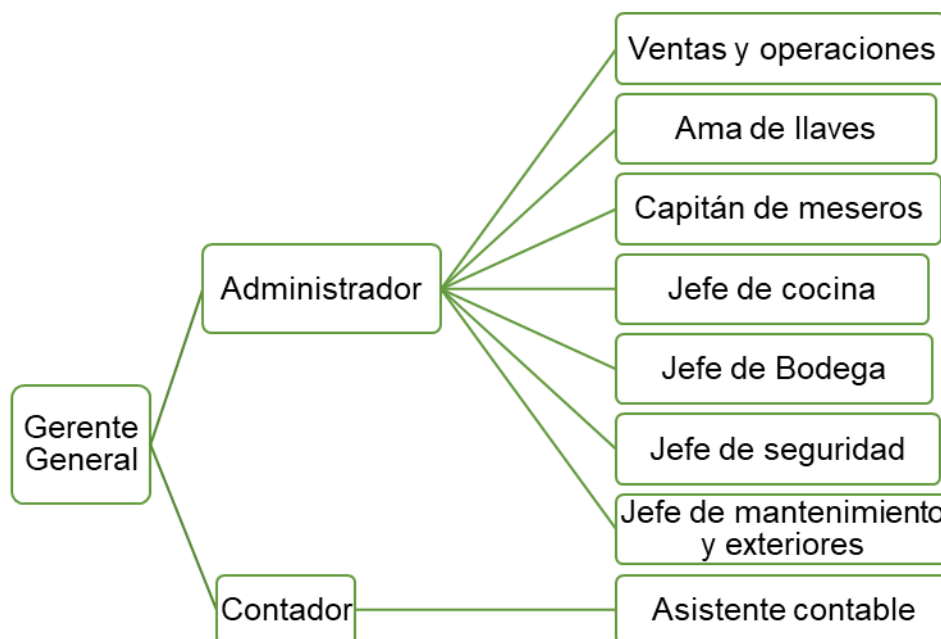 Ventas y operaciones
Ama de llaves
Capitán de meseros
Administrador
Jefe de cocina
Jefe de Bodega
Gerente
General
Jefe de seguridad
Jefe de mantenimiento
y exteriores
Contador
Asistente contable